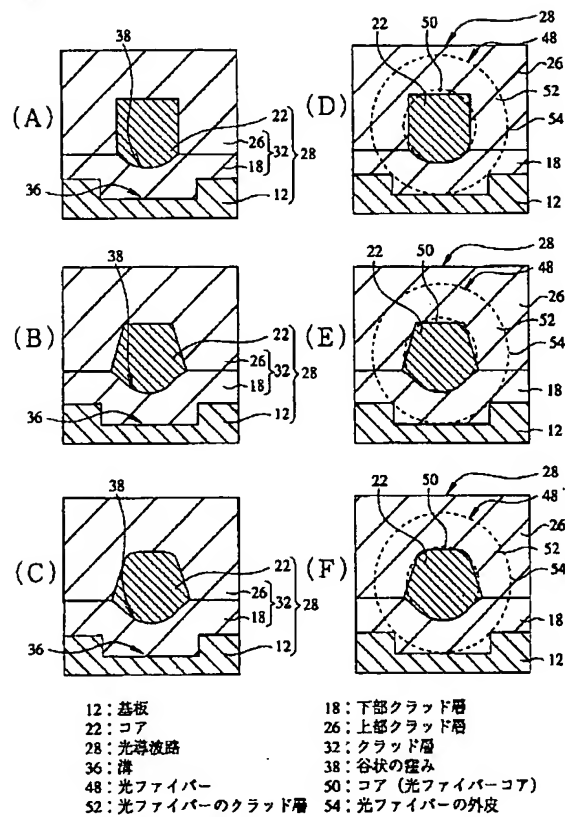 38
(A)
22
26
32
28
18
36
12
22
50
28
48
26
(D)
52
54
18
12
38
(B)
22
26
32
28
18
36
12
22
50
28
48
26
(E)
52
54
18
12
38
(C)
22
26
32
28
18
36
12
22
50
28
48
26
(F)
52
54
18
12
12：基板
18：下部クラッド層
22：コア
26：上部クラッド層
28：光導波路
32：クラッド層
36：溝
38：谷状の窪み
48：光ファイバー
50：コア（光ファイバーコア）
52：光ファイバーのクラッド層
54：光ファイバーの外皮